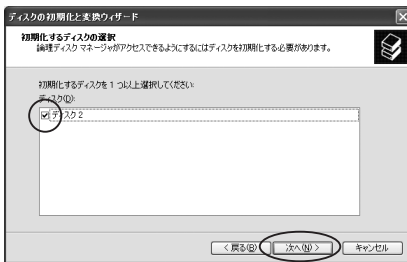 ディスクの初期化と変換ウィザード
初期化するディスクの選択
論理ディスク マネージャがアクセスできるようにするにはディスクを初期化する必要があります。
初期化するディスクを 1 つ以上選択してください:
ディスク(D):
ディスク 2
< 戻る(B)
次へ(N) >
キャンセル